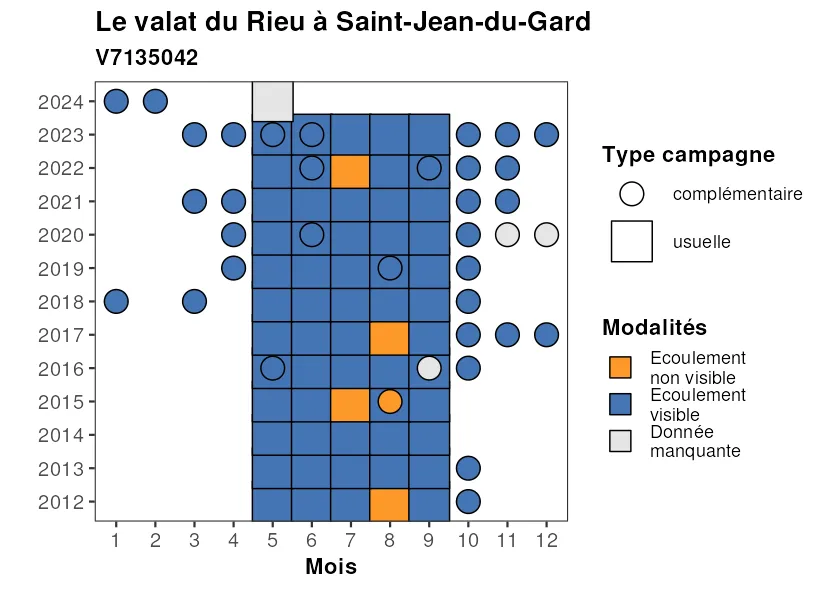 Le valat du Rieu à Saint-Jean-du-Gard
V7135042
2024
2023
2022
2021
2020
2019
2018
2017
2016
2015
2014
2013
2012
1 2 3 4 5 6 7 8 9 10 11 12
Mois
Type campagne
complémentaire
usuelle
Modalités
Ecoulement
non visible
Ecoulement
visible
Donnée
manquante